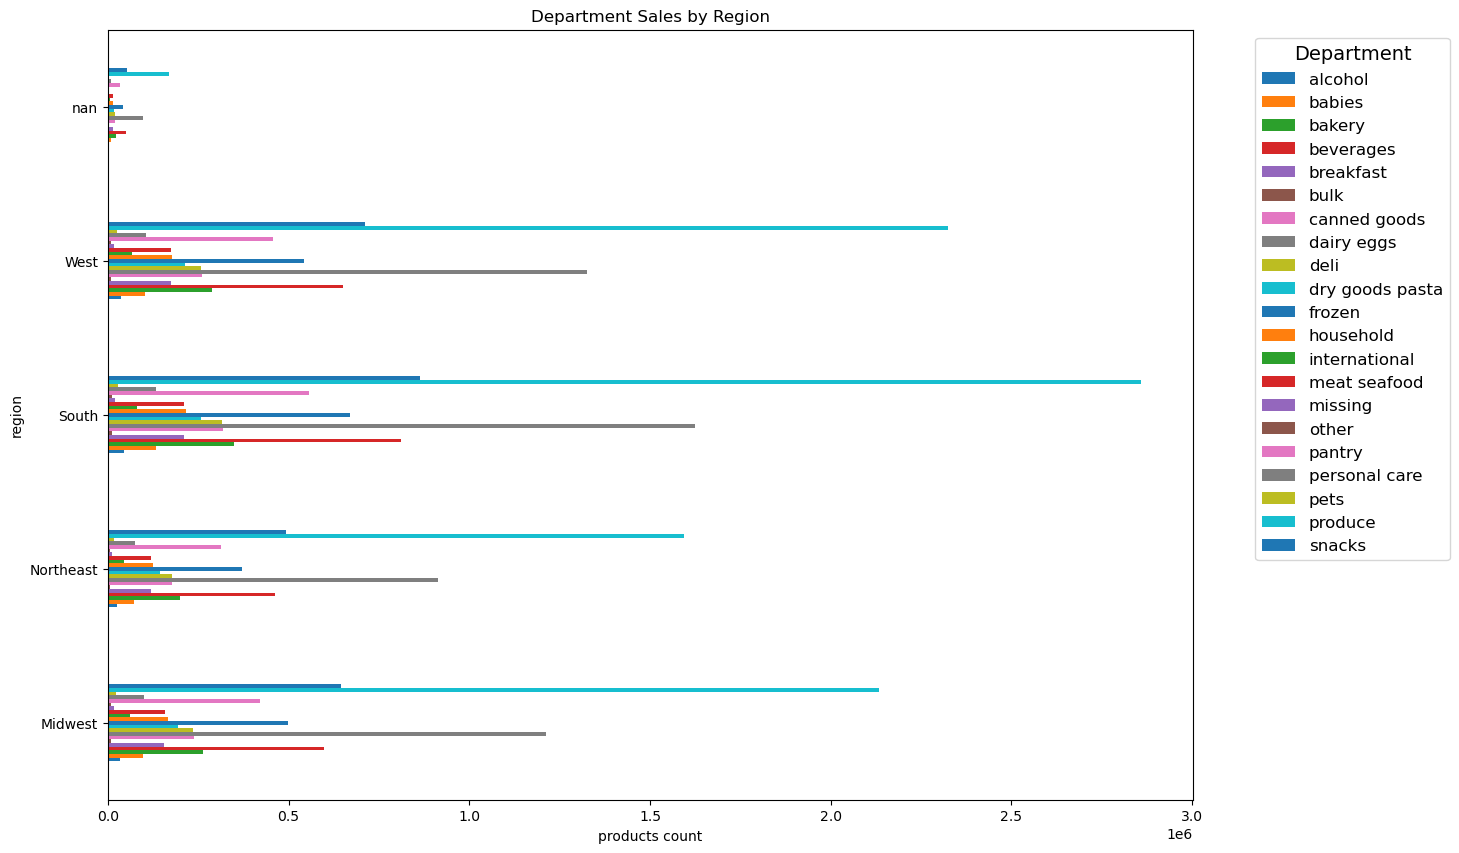 Department Sales by Region
region
nan
West
South
Northeast
Midwest
0.0 0.5 1.0 1.5 2.0 2.5 3.0
1e6
products count
Department
alcohol
babies
bakery
beverages
breakfast
bulk
canned goods
dairy eggs
deli
dry goods pasta
frozen
household
international
meat seafood
missing
other
pantry
personal care
pets
produce
snacks